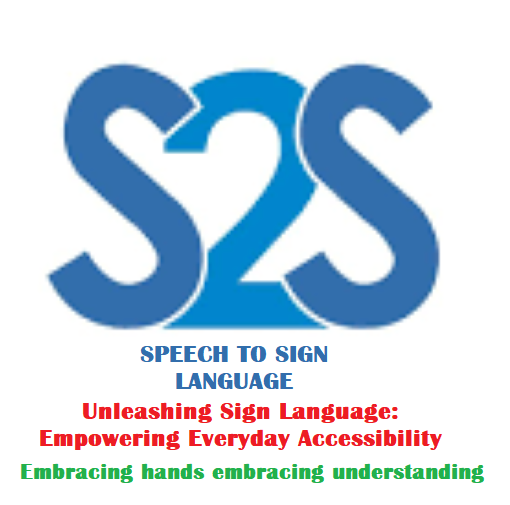 S2S
SPEECH TO SIGN
LANGUAGE
Unleashing Sign Language:
Empowering Everyday Accessibility
Embracing hands embracing understanding